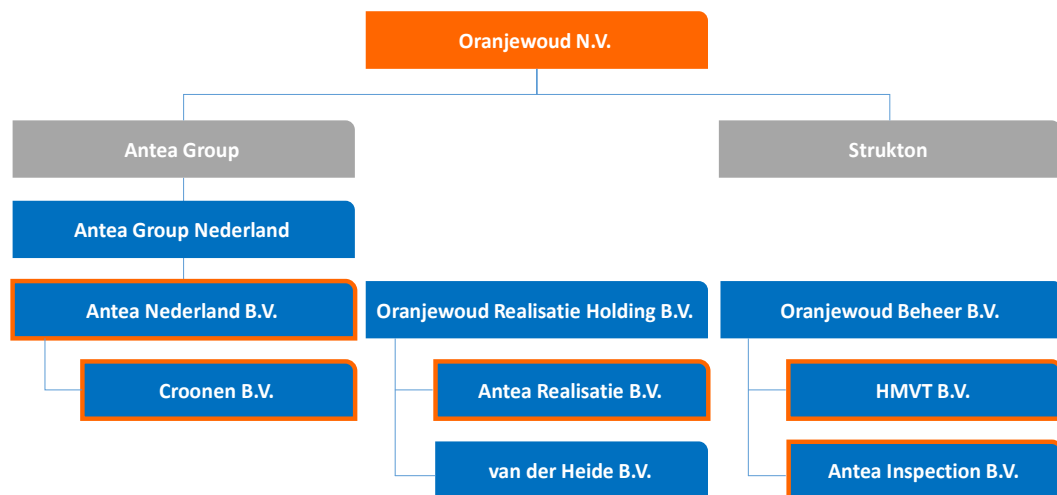 Oranjewoud N.V.
Antea Group
Strukton
Antea Group Nederland
Antea Nederland B.V.
Oranjewoud Realisatie Holding B.V.
Oranjewoud Beheer B.V.
Croonen B.V.
Antea Realisatie B.V.
HMVT B.V.
van der Heide B.V.
Antea Inspection B.V.